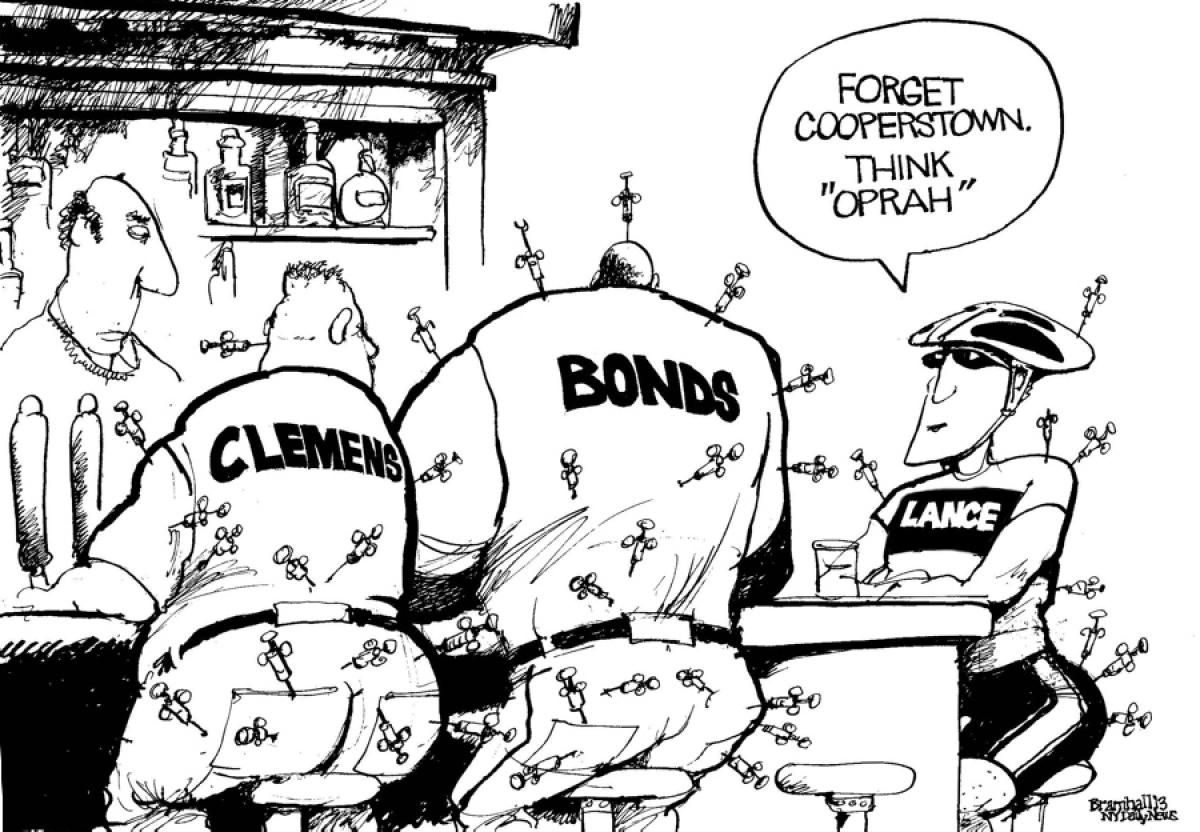 FORGET
COOPERSTOWN.
THINK
"OPRAH"
BONDS
CLEMENS
LANCE
Bramhall '13
NY Daily News